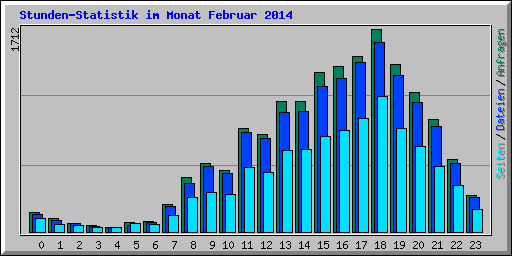 Stunden-Statistik im Monat Februar 2014
1712
Seiten/Dateien/Anfragen
0 1 2 3 4 5 6 7 8 9 10 11 12 13 14 15 16 17 18 19 20 21 22 23